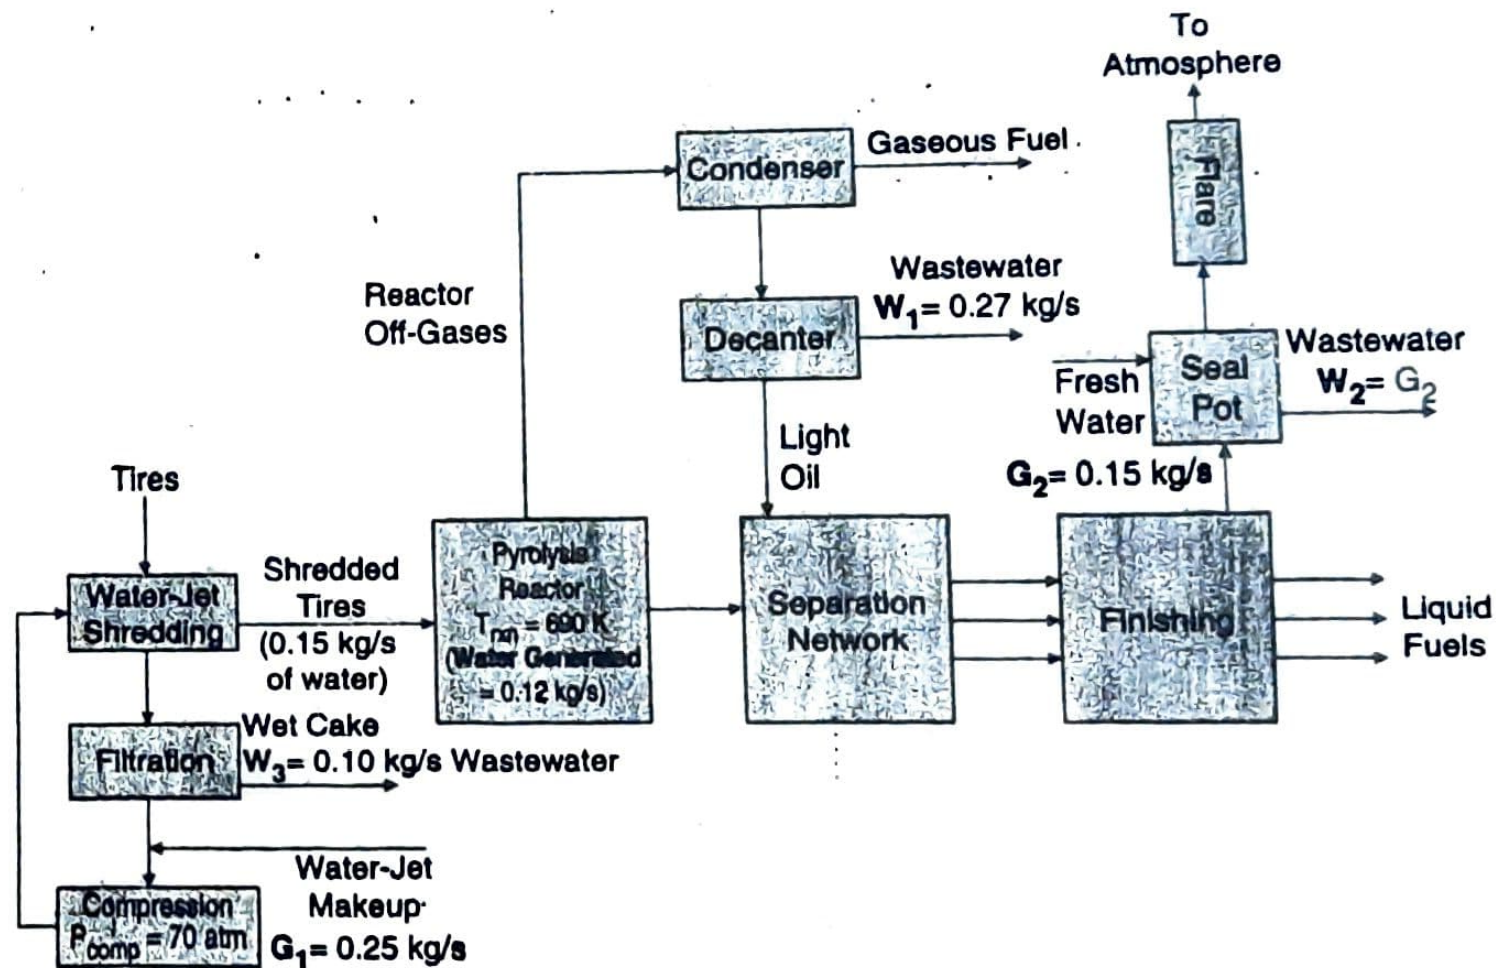 To
Atmosphere
Flare
Condenser
Gaseous Fuel
Reactor
Off-Gases
Decanter
Wastewater
W₁= 0.27 kg/s
Fresh
Water
Seal
Pot
Wastewater
W₂= G₂
Light
Oil
G₂= 0.15 kg/s
Tires
Water-Jet
Shredding
Shredded
Tires
(0.15 kg/s
of water)
Pyrolysis
Reactor
= 690 K
(Water Generated
= 0.12 kg/s)
Separation
Network
Finishing
Liquid
Fuels
Filtration
Wet Cake
W₃= 0.10 kg/s Wastewater
Water-Jet
Makeup
G₁= 0.25 kg/s
Compression
Pcomp = 70 atm